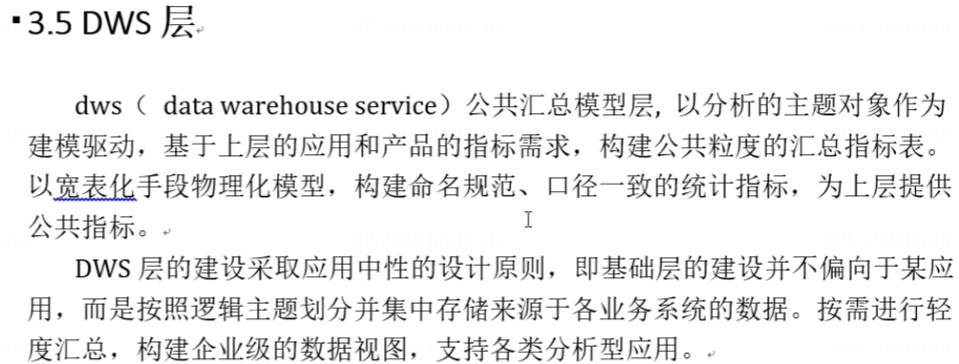 ▪3.5 DWS 层
dws（ data warehouse service）公共汇总模型层, 以分析的主题对象作为
建模驱动，基于上层的应用和产品的指标需求，构建公共粒度的汇总指标表。
以宽表化手段物理化模型，构建命名规范、口径一致的统计指标，为上层提供
公共指标。
DWS 层的建设采取应用中性的设计原则，即基础层的建设并不偏向于某应
用，而是按照逻辑主题划分并集中存储来源于各业务系统的数据。按需进行轻
度汇总，构建企业级的数据视图，支持各类分析型应用。